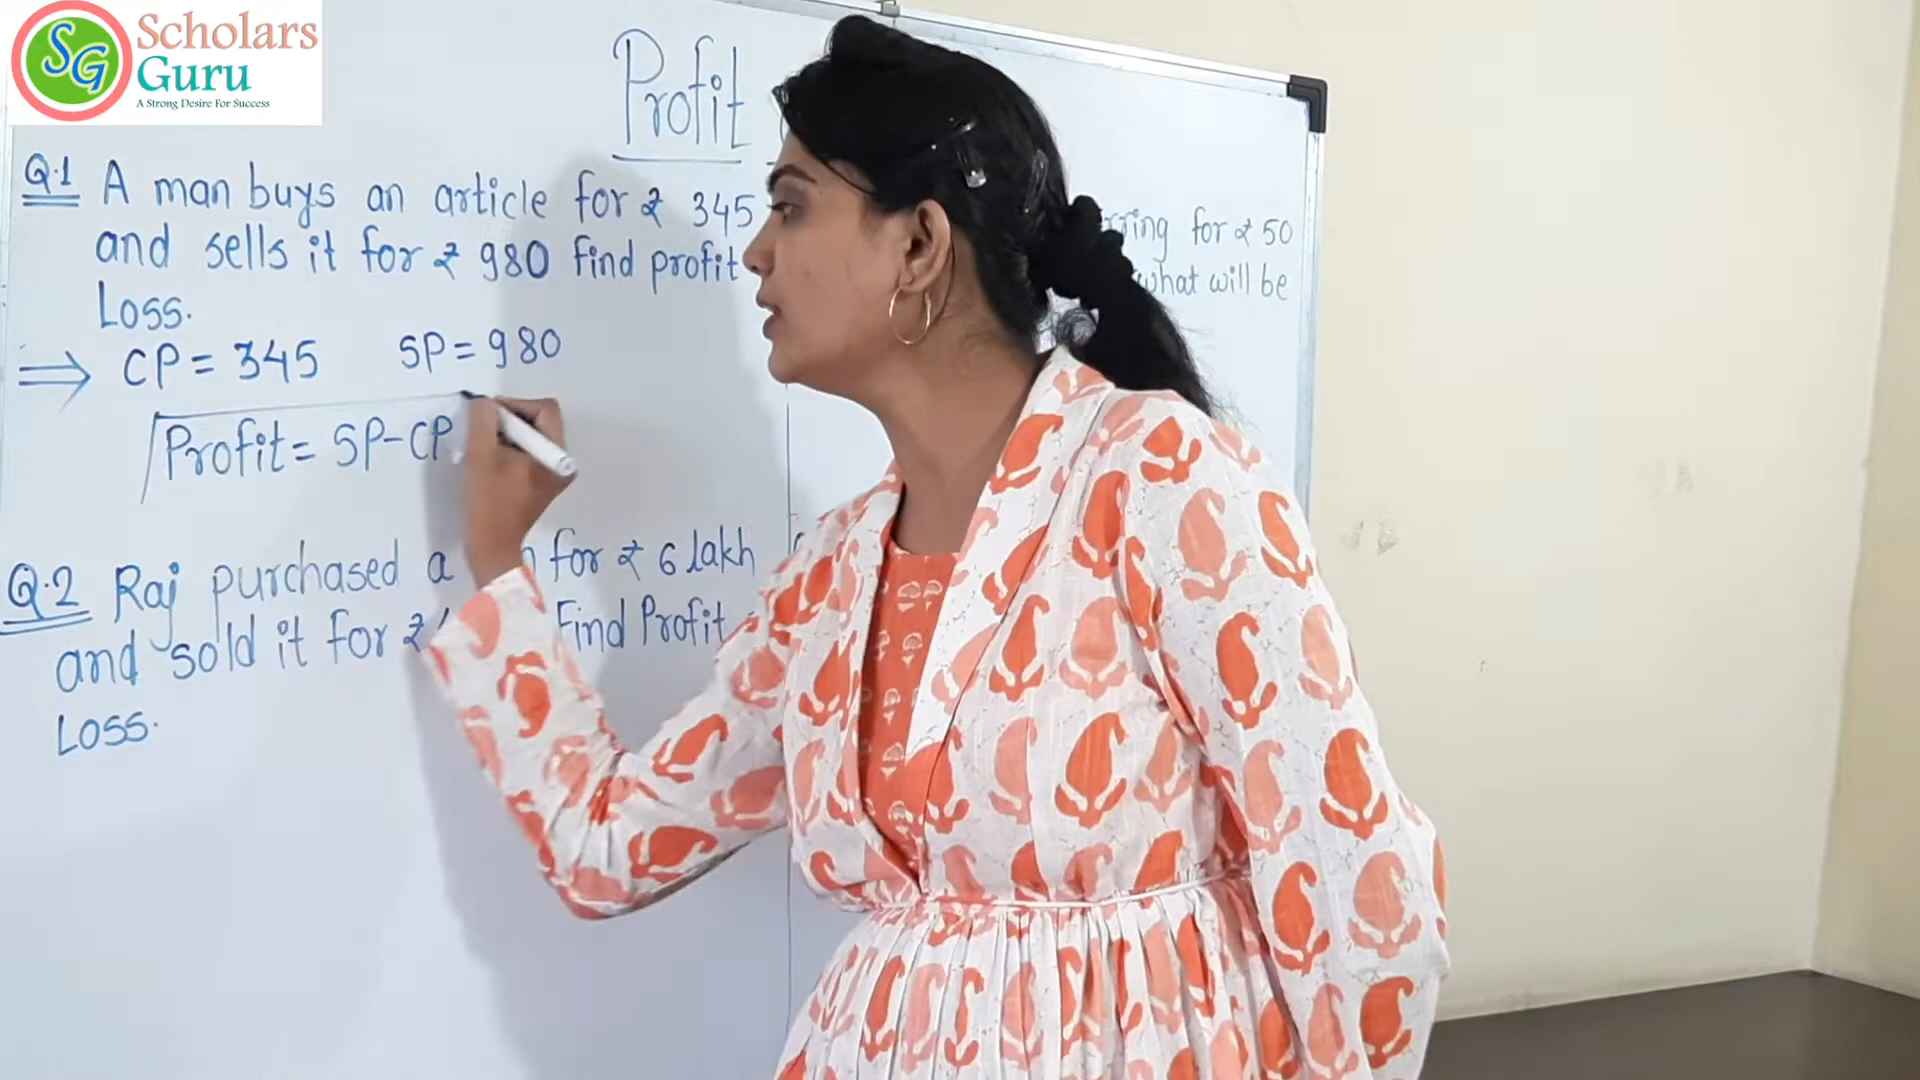 Scholars
Guru
A Strong Desire For Success
SG
Profit
Q.1 A man buys an article for ₹ 345
and sells it for ₹ 980 find profit
Loss.
⇒ CP = 345 SP = 980
Profit = SP-CP
Q.2 Raj purchased a for ₹ 6 lakh
and sold it for ₹ Find Profit
Loss.
for ₹ 50
what will be